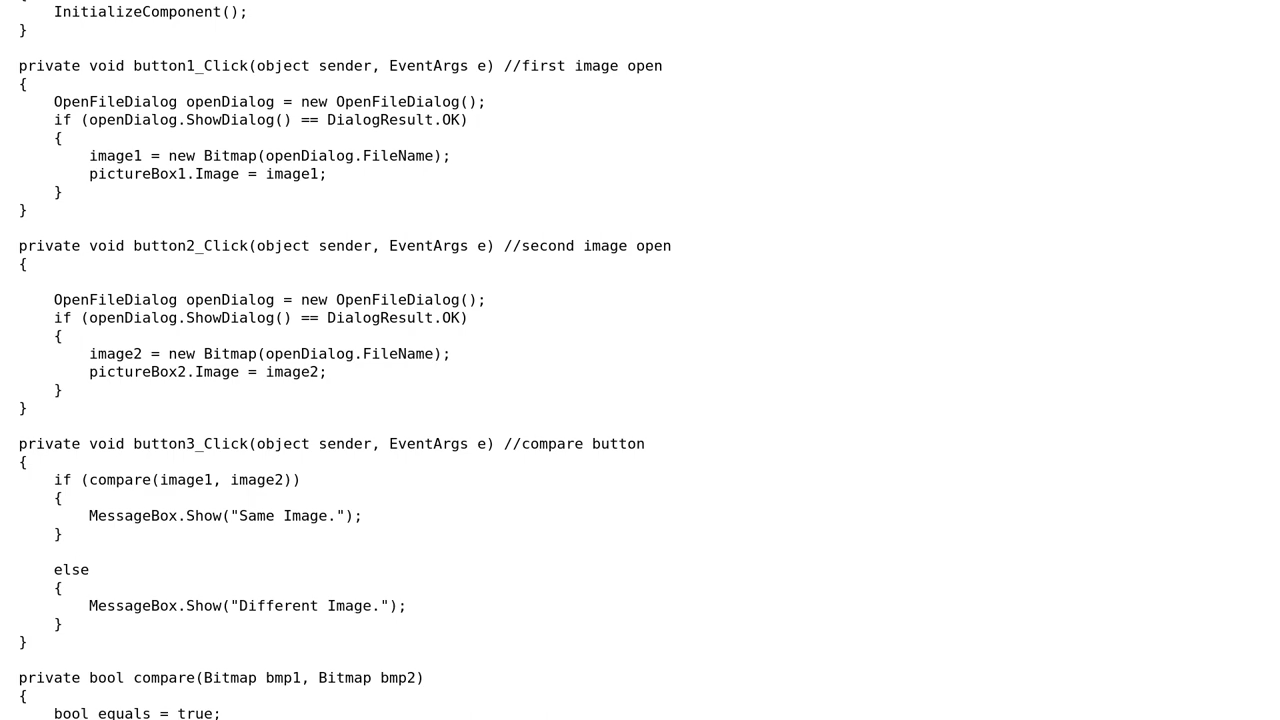 {
    InitializeComponent();
}

private void button1_Click(object sender, EventArgs e) //first image open
{
    OpenFileDialog openDialog = new OpenFileDialog();
    if (openDialog.ShowDialog() == DialogResult.OK)
    {
        image1 = new Bitmap(openDialog.FileName);
        pictureBox1.Image = image1;
    }
}

private void button2_Click(object sender, EventArgs e) //second image open
{

    OpenFileDialog openDialog = new OpenFileDialog();
    if (openDialog.ShowDialog() == DialogResult.OK)
    {
        image2 = new Bitmap(openDialog.FileName);
        pictureBox2.Image = image2;
    }
}

private void button3_Click(object sender, EventArgs e) //compare button
{
    if (compare(image1, image2))
    {
        MessageBox.Show("Same Image.");
    }

    else
    {
        MessageBox.Show("Different Image.");
    }
}

private bool compare(Bitmap bmp1, Bitmap bmp2)
{
    bool equals = true;